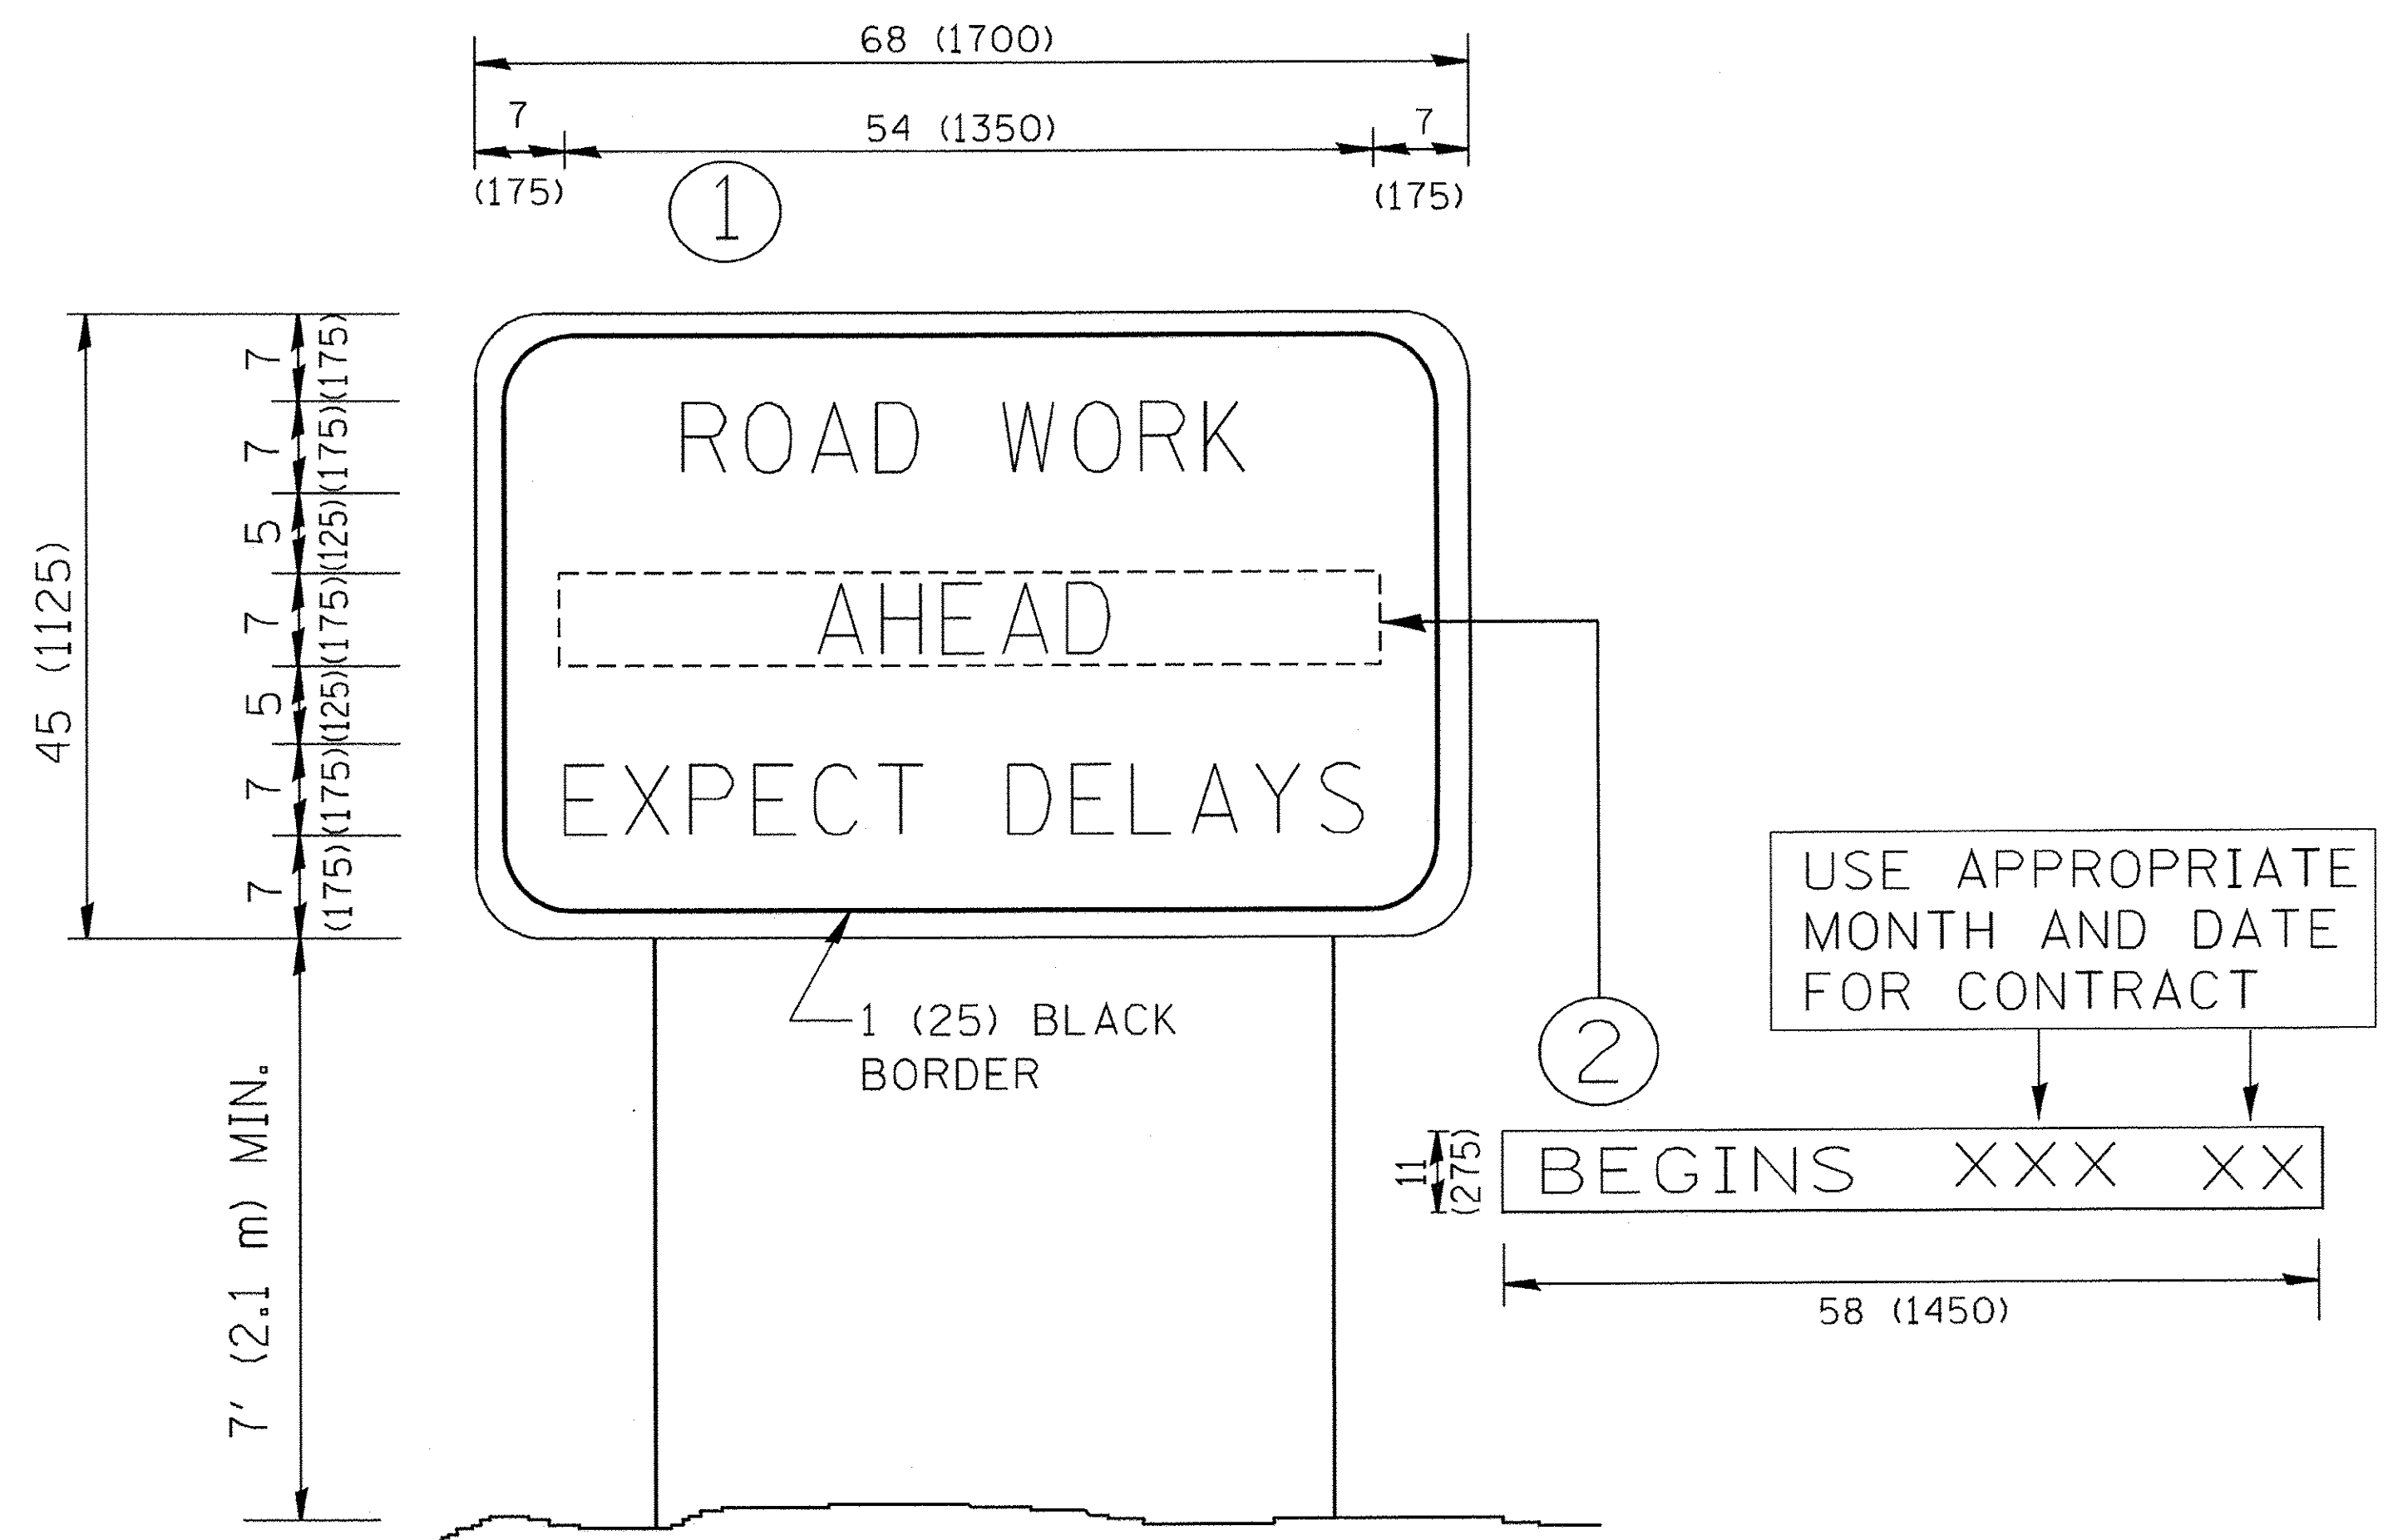 68 (1700)
7
54 (1350)
7
(175)
(175)
1
45 (1125)
7
(175)
7
(175)
5
(125)
7
(175)
5
(125)
7
(175)
7
(175)
ROAD WORK
AHEAD
EXPECT DELAYS
1 (25) BLACK
BORDER
7' (2.1 m) MIN.
USE APPROPRIATE
MONTH AND DATE
FOR CONTRACT
2
11
(275)
BEGINS XXX XX
58 (1450)